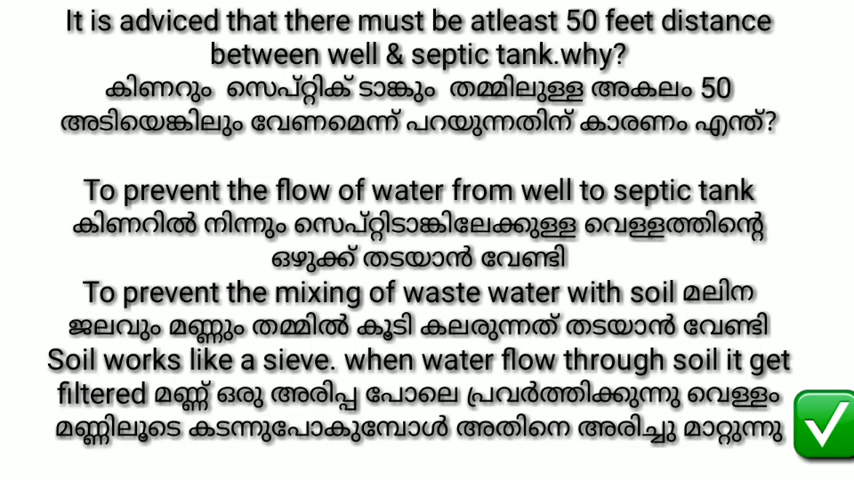 It is adviced that there must be atleast 50 feet distance
between well & septic tank.why?
കിണറും സെപ്റ്റിക് ടാങ്കും തമ്മിലുള്ള അകലം 50
അടിയെങ്കിലും വേണമെന്ന് പറയുന്നതിന് കാരണം എന്ത്?
To prevent the flow of water from well to septic tank
കിണറിൽ നിന്നും സെപ്റ്റിടാങ്കിലേക്കുള്ള വെള്ളത്തിന്റെ
ഒഴുക്ക് തടയാൻ വേണ്ടി
To prevent the mixing of waste water with soil മലിന
ജലവും മണ്ണും തമ്മിൽ കൂടി കലരുന്നത് തടയാൻ വേണ്ടി
Soil works like a sieve. when water flow through soil it get
filtered മണ്ണ് ഒരു അരിപ്പ പോലെ പ്രവർത്തിക്കുന്നു വെള്ളം
മണ്ണിലൂടെ കടന്നുപോകുമ്പോൾ അതിനെ അരിച്ചു മാറ്റുന്നു